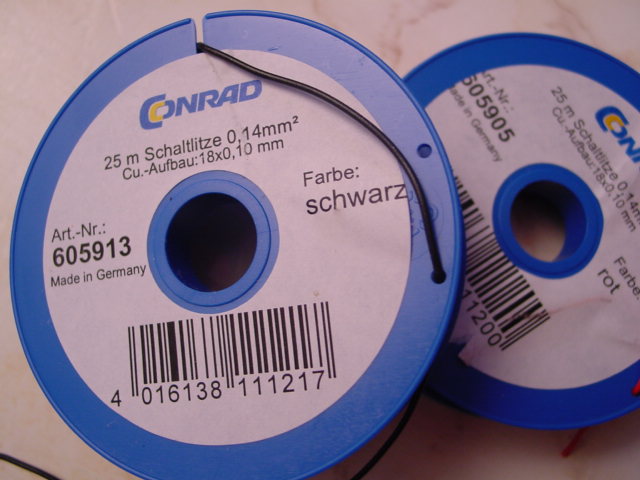 CONRAD
25 m Schaltlitze 0,14mm²
Cu.-Aufbau:18x0,10 mm
Farbe:
schwarz
Art.-Nr.:
605913
Made in Germany
4 016138 111217
Art.-Nr.:
605905
Made in Germany
CONRAD
25 m Schaltlitze 0,14
Cu.-Aufbau:18x0,10 mm
Farbe:
rot
11200